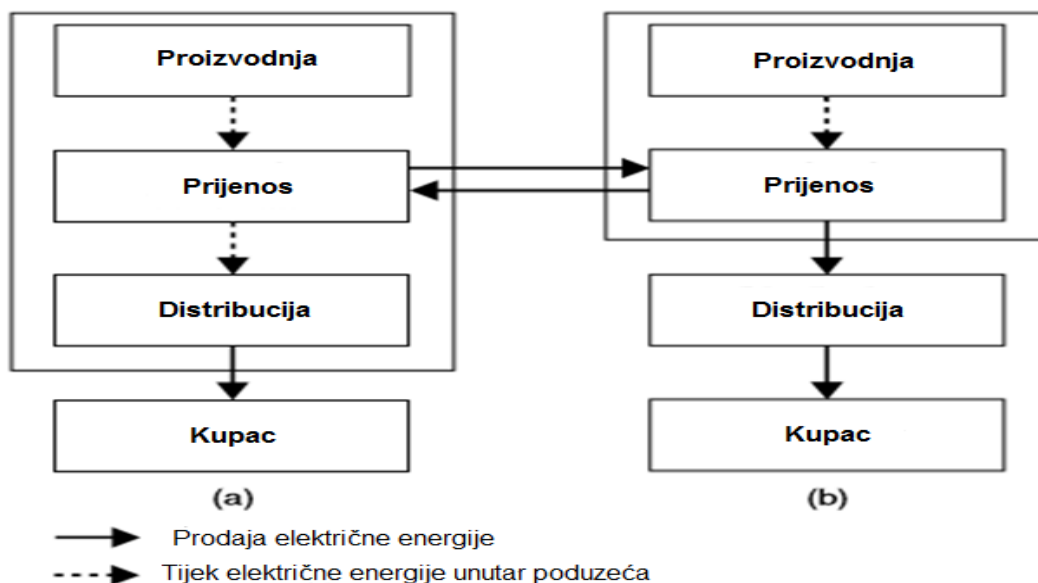 Proizvodnja
Prijenos
Distribucija
Kupac
(a)
Proizvodnja
Prijenos
Distribucija
Kupac
(b)
Prodaja električne energije
Tijek električne energije unutar poduzeća